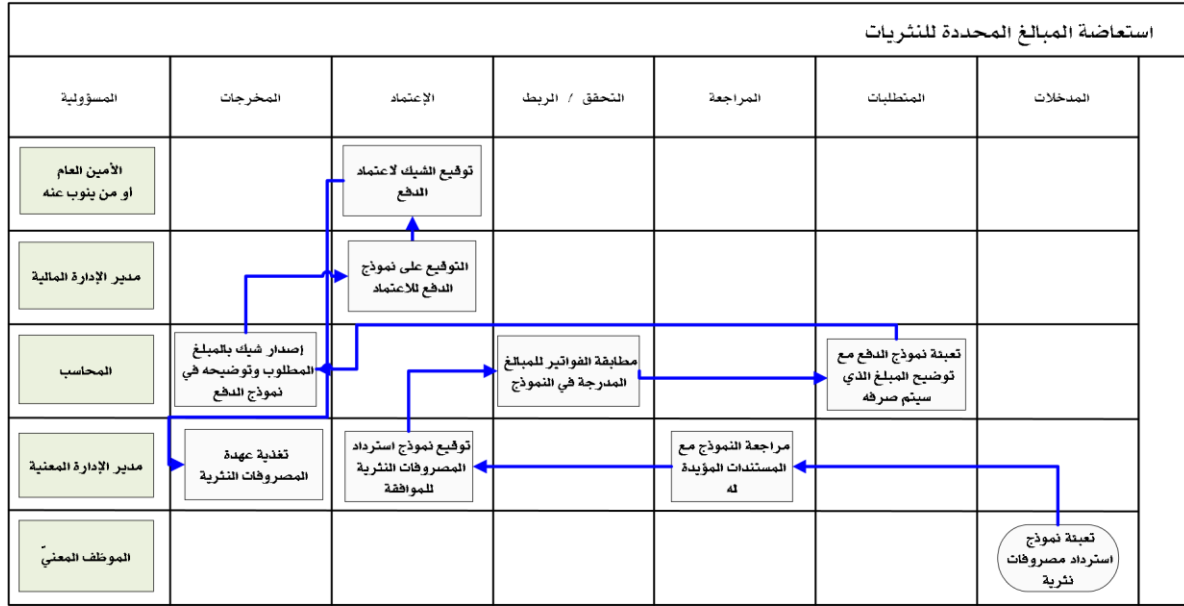 استعاضة المبالغ المحددة للنثريات
المدخلات
المتطلبات
المراجعة
التحقق / الربط
الإعتماد
المخرجات
المسؤولية
توقيع الشيك لاعتماد
الدفع
الأمين العام
او من ينوب عنه
التوقيع على نموذج
الدفع للاعتماد
مدير الإدارة المالية
تعبئة نموذج الدفع مع
توضيح المبلغ الذي
سيتم صرفه
مطابقة الفواتير للمبالغ
المدرجة في النموذج
إصدار شيك بالمبلغ
المطلوب وتوضيحه في
نموذج الدفع
المحاسب
مراجعة النموذج مع
المستندات المؤيدة
له
توقيع نموذج استرداد
المصروفات النثرية
للموافقة
تغذية عهدة
المصروفات النثرية
مدير الإدارة المعنية
تعبئة نموذج
استرداد مصروفات
نثرية
الموظف المعنيّ